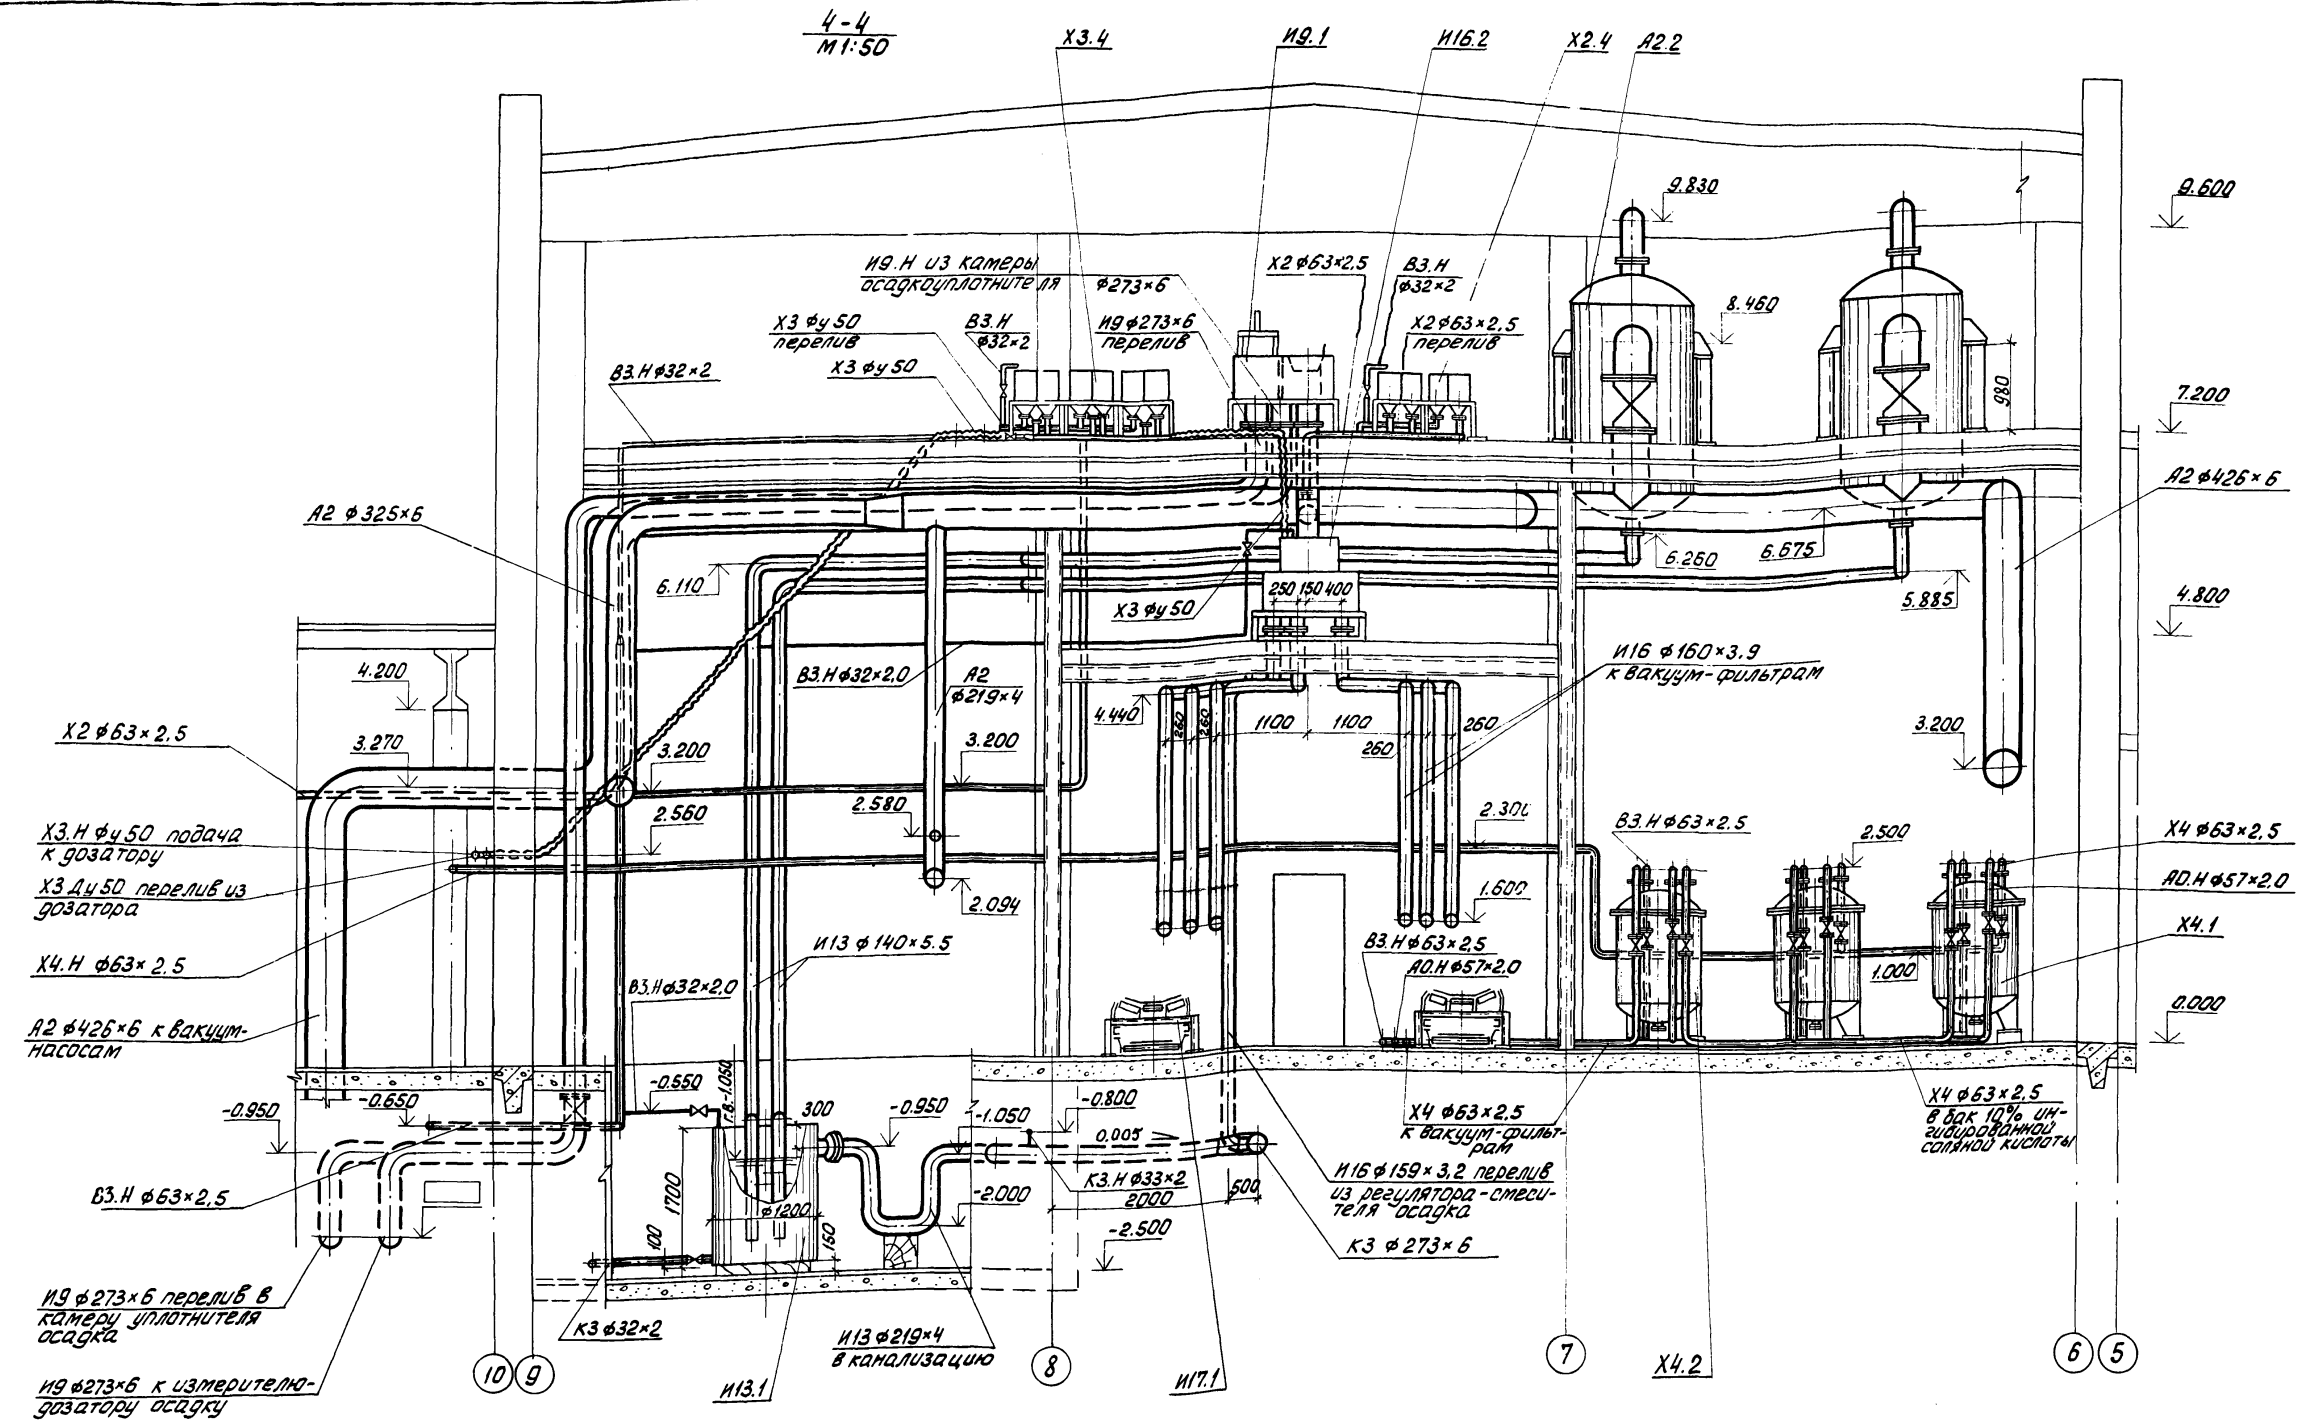 4-4
М1:50
Х3.4
И9.1
И16.2
Х2.4
А2.2
9.830
9.600
И9.Н из камеры
осадкоуплотнителя
ф273×6
Х2 ф63×2,5
В3.Н
ф32×2
8.460
Х3 фу 50
перелив
В3.Н
ф32×2
И9 ф273×6
перелив
Х2 ф63×2,5
перелив
В3.Н ф32×2
Х3 фу 50
980
7.200
А2 ф426×6
А2 ф325×6
6.110
6.260
6.675
5.885
250
150
400
Х3 фу 50
4.800
4.200
В3.Н ф32×2,0
А2
ф219×4
И16 ф160×3.9
к вакуум-фильтрам
4.440
260
260
1100
1100
260
260
Х2 ф63×2,5
3.270
3.200
3.200
3.200
2.560
2.580
В3.Н ф63×2,5
2.500
Х4 ф63×2,5
Х3.Н фу 50 подача
к дозатору
Х3 Ду 50 перелив из
дозатора
2.094
1.600
А0.Н ф57×2,0
Х4.1
Х4.Н ф63×2,5
И13 ф140×5.5
В3.Н ф63×2,5
А0.Н ф57×2,0
1.000
В3.Н ф32×2,0
0.000
А2 ф426×6 к вакуум-
насосам
-0.950
-0.650
-0.550
г.в.-1.050
300
-0.950
-1.050
-0.800
0,005
Х4 ф63×2,5
к вакуум-фильт-
рам
Х4 ф63×2,5
в бак 10% ин-
гибированной
соляной кислоты
В3.Н ф63×2,5
1700
ф1200
100
150
-2.000
К3.Н ф33×2
2000
500
И16 ф159×3,2 перелив
из регулятора-смеси-
теля осадка
-2.500
К3 ф273×6
И9 ф273×6 перелив в
камеру уплотнителя
осадка
К3 ф32×2
И13 ф219×4
в канализацию
И9 ф273×6 к измерителю-
дозатору осадку
И13.1
И17.1
Х4.2
10
9
8
7
6
5